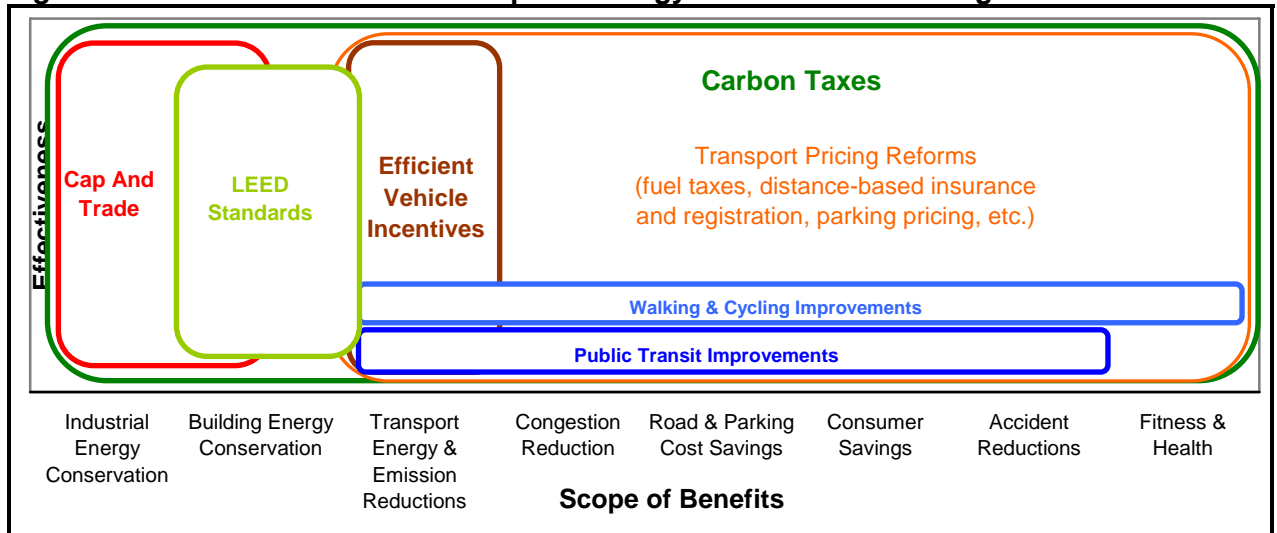 Carbon Taxes
Effectiveness
Cap And
Trade
LEED
Standards
Efficient
Vehicle
Incentives
Transport Pricing Reforms
(fuel taxes, distance-based insurance
and registration, parking pricing, etc.)
Walking & Cycling Improvements
Public Transit Improvements
Industrial
Energy
Conservation
Building Energy
Conservation
Transport
Energy &
Emission
Reductions
Congestion
Reduction
Road & Parking
Cost Savings
Consumer
Savings
Accident
Reductions
Fitness &
Health
Scope of Benefits